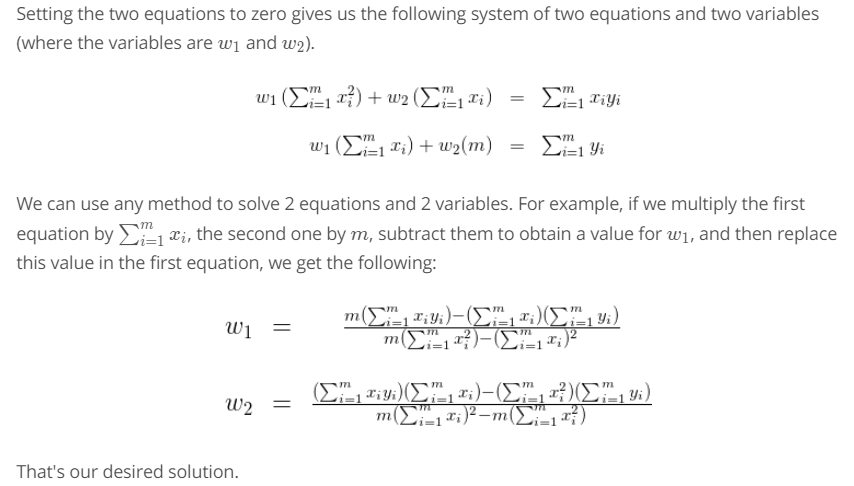 Setting the two equations to zero gives us the following system of two equations and two variables
(where the variables are w₁ and w₂).
w₁ (∑ᵢ₌₁ᵐ xᵢ²) + w₂ (∑ᵢ₌₁ᵐ xᵢ) = ∑ᵢ₌₁ᵐ xᵢyᵢ
w₁ (∑ᵢ₌₁ᵐ xᵢ) + w₂(m) = ∑ᵢ₌₁ᵐ yᵢ
We can use any method to solve 2 equations and 2 variables. For example, if we multiply the first
equation by ∑ᵢ₌₁ᵐ xᵢ, the second one by m, subtract them to obtain a value for w₁, and then replace
this value in the first equation, we get the following:
w₁ = (m(∑ᵢ₌₁ᵐ xᵢyᵢ)−(∑ᵢ₌₁ᵐ xᵢ)(∑ᵢ₌₁ᵐ yᵢ)) / (m(∑ᵢ₌₁ᵐ xᵢ²)−(∑ᵢ₌₁ᵐ xᵢ)²)
w₂ = ((∑ᵢ₌₁ᵐ xᵢyᵢ)(∑ᵢ₌₁ᵐ xᵢ)−(∑ᵢ₌₁ᵐ xᵢ²)(∑ᵢ₌₁ᵐ yᵢ)) / (m(∑ᵢ₌₁ᵐ xᵢ)²−m(∑ᵢ₌₁ᵐ xᵢ²))
That's our desired solution.